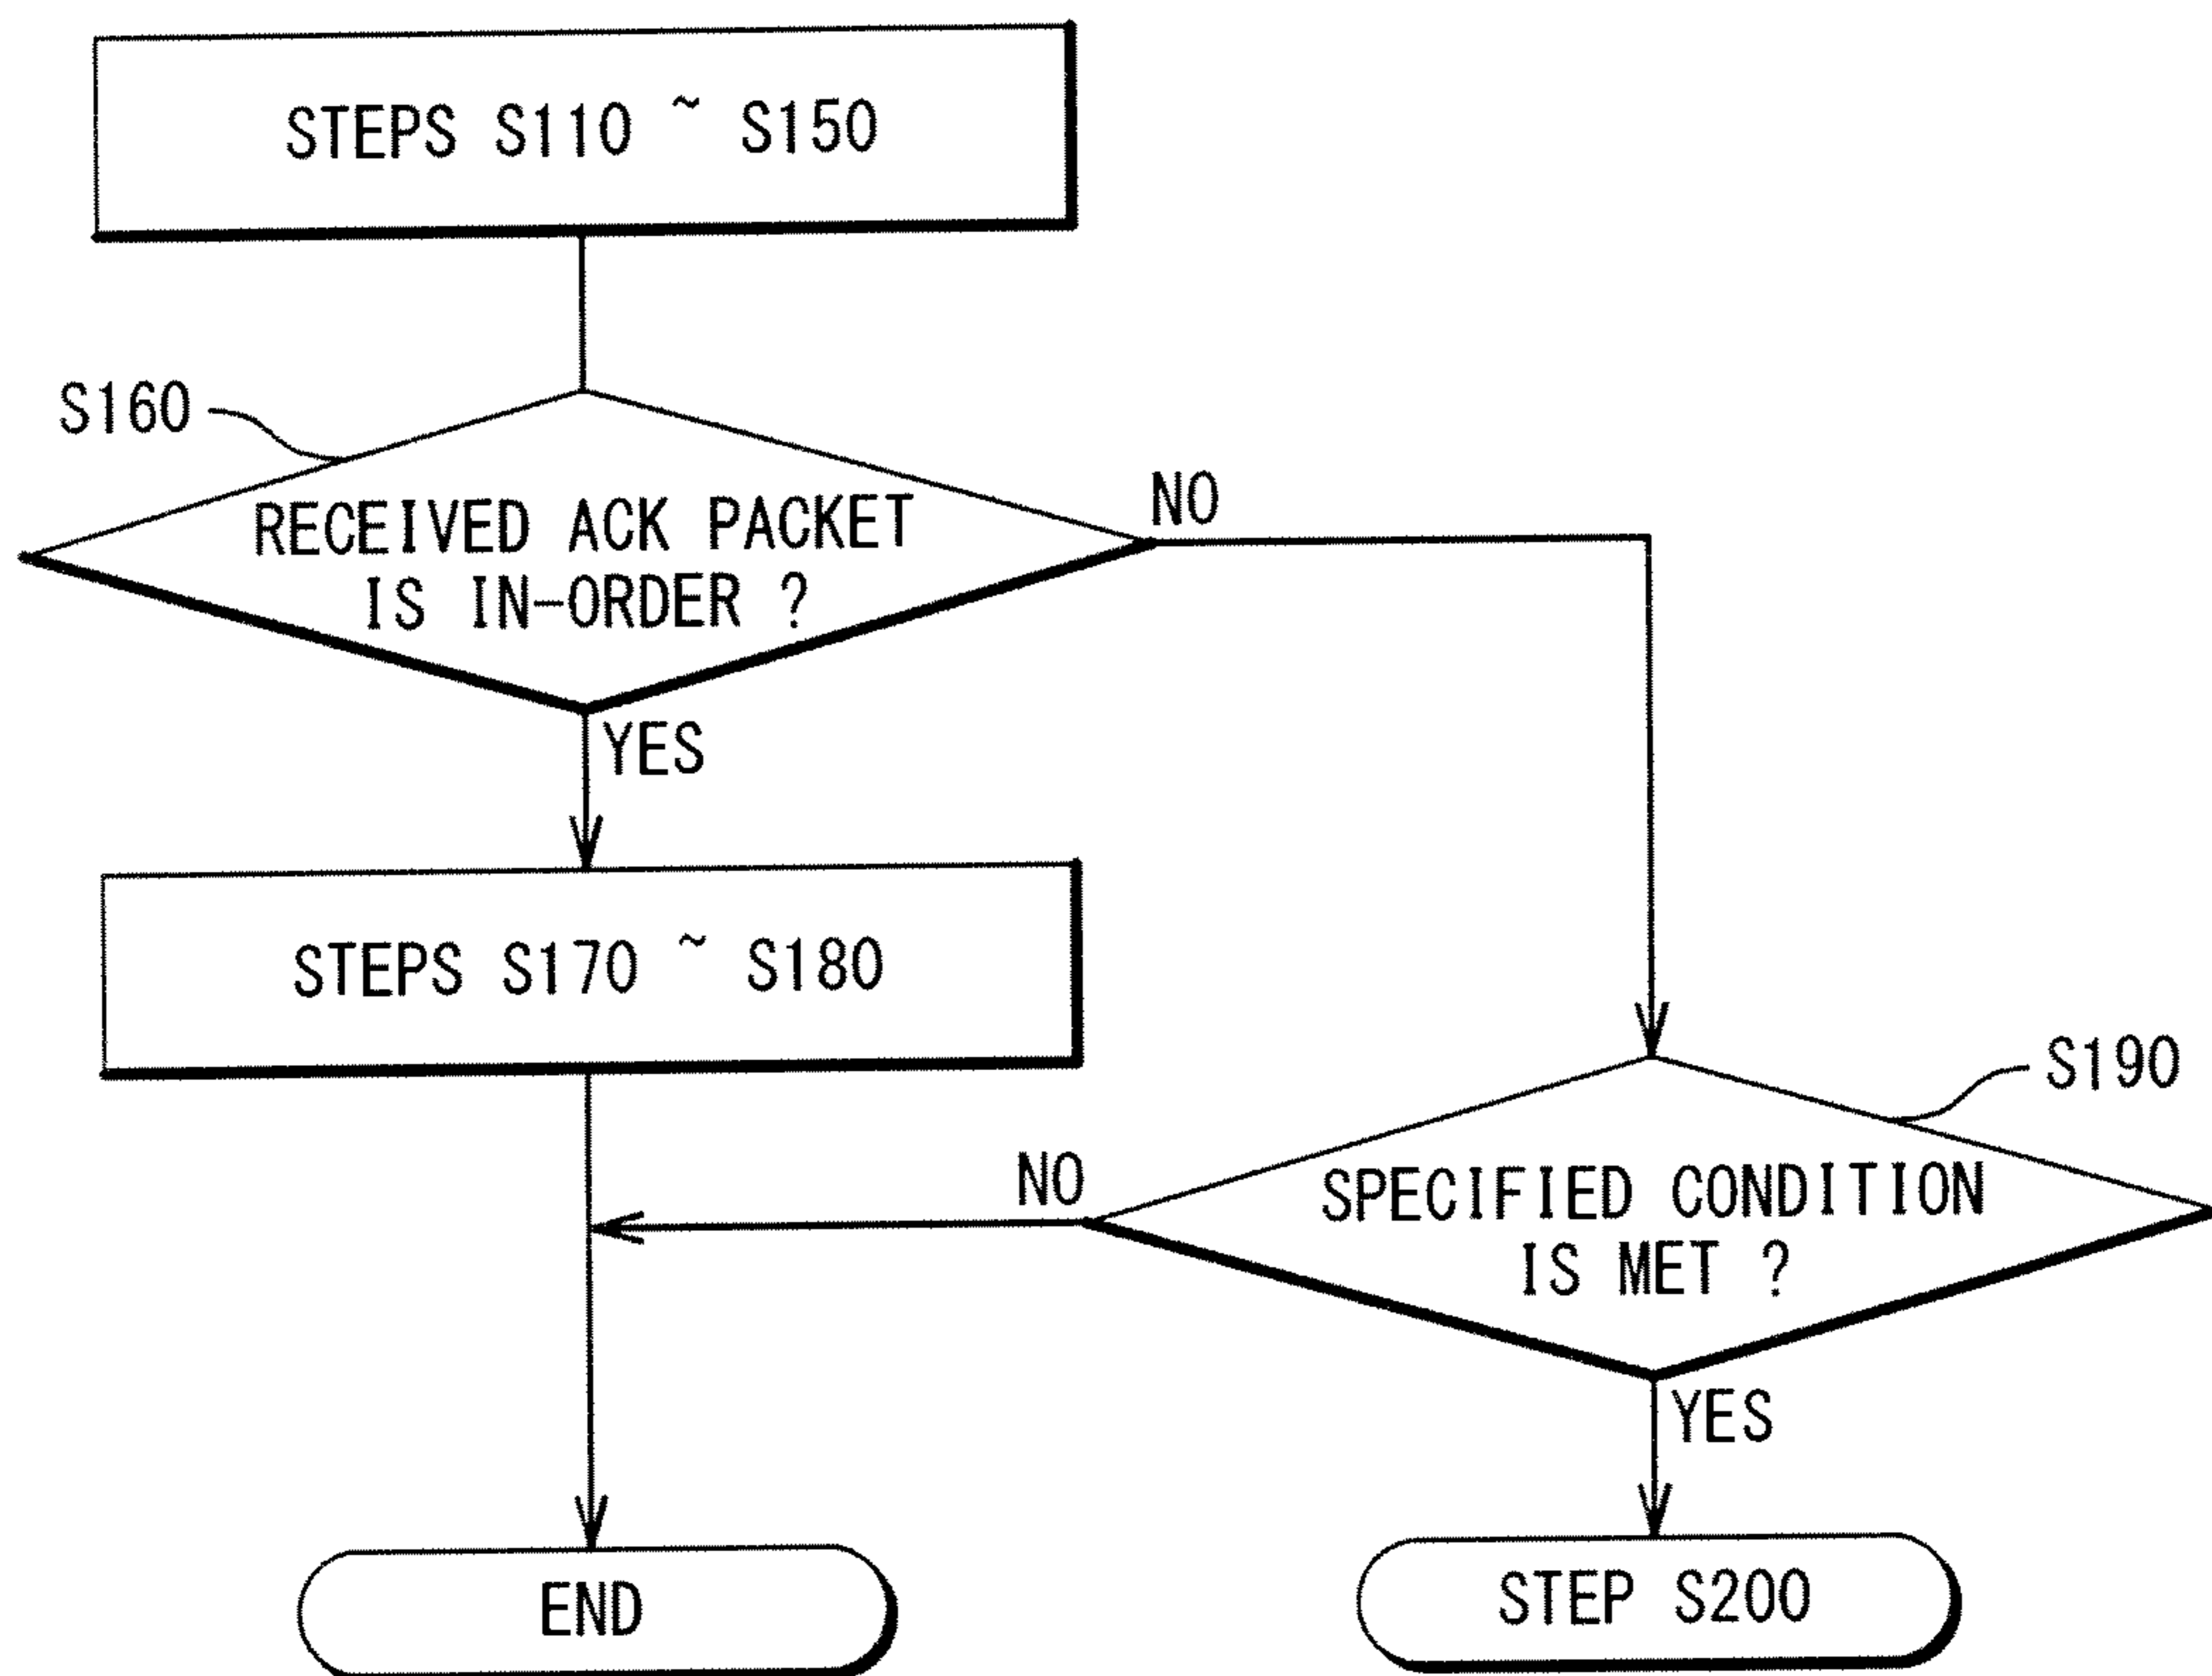 STEPS S110 ~ S150
S160
RECEIVED ACK PACKET
IS IN-ORDER ?
NO
YES
STEPS S170 ~ S180
S190
SPECIFIED CONDITION
IS MET ?
NO
YES
END
STEP S200